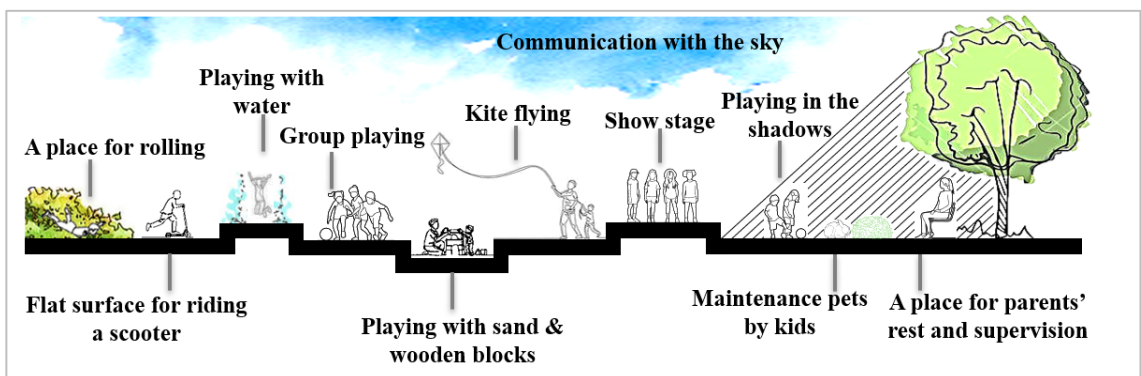 Communication with the sky
Playing with
water
A place for rolling
Group playing
Kite flying
Show stage
Playing in the
shadows
Flat surface for riding
a scooter
Playing with sand &
wooden blocks
Maintenance pets
by kids
A place for parents’
rest and supervision